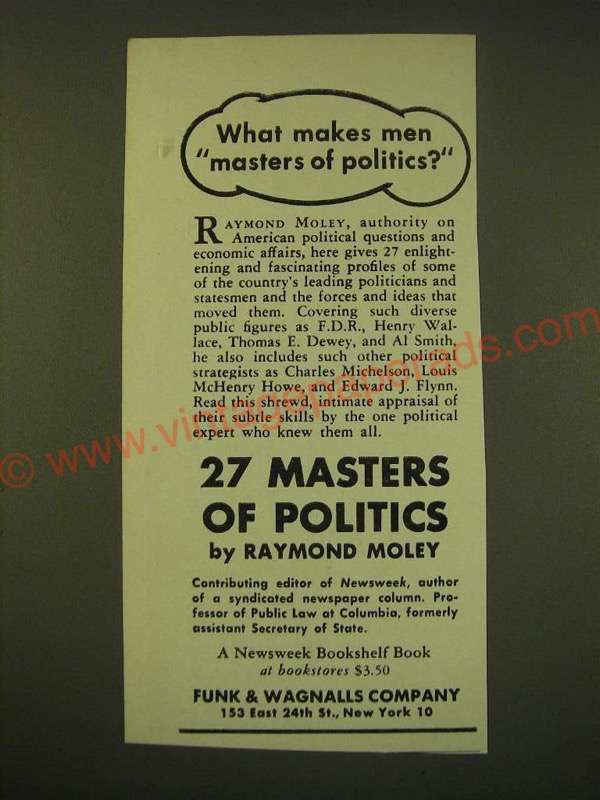 What makes men
"masters of politics?"
RAYMOND MOLEY, authority on
American political questions and
economic affairs, here gives 27 enlight-
ening and fascinating profiles of some
of the country's leading politicians and
statesmen and the forces and ideas that
moved them. Covering such diverse
public figures as F.D.R., Henry Wal-
lace, Thomas E. Dewey, and Al Smith,
he also includes such other political
strategists as Charles Michelson, Louis
McHenry Howe, and Edward J. Flynn.
Read this shrewd, intimate appraisal of
their subtle skills by the one political
expert who knew them all.
© www.vintagepaperads.com
27 MASTERS
OF POLITICS
by RAYMOND MOLEY
Contributing editor of Newsweek, author
of a syndicated newspaper column. Pro-
fessor of Public Law at Columbia, formerly
assistant Secretary of State.
A Newsweek Bookshelf Book
at bookstores $3.50
FUNK & WAGNALLS COMPANY
153 East 24th St., New York 10